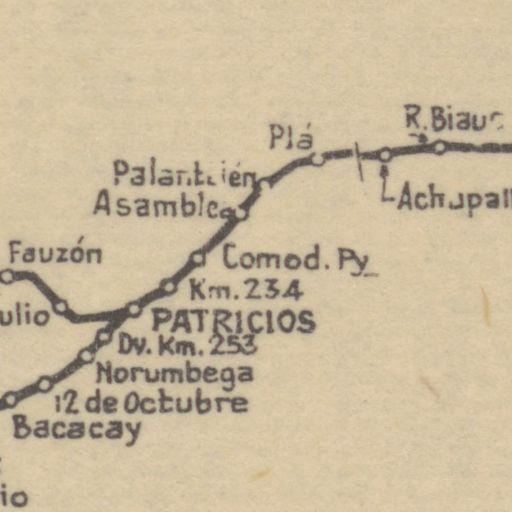 R. Biaus
Plá
Palantelén
Achupall
Asamblea
Fauzón
Comod. Py
Km. 234
ulio
PATRICIOS
Dv. Km. 253
Norumbega
12 de Octubre
Bacacay
io